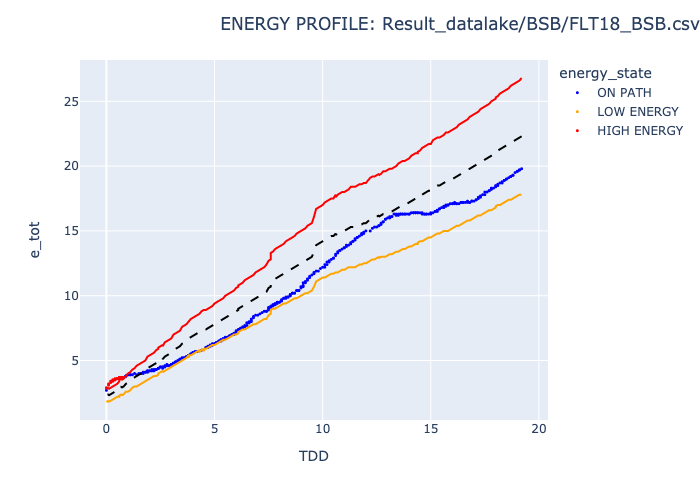 ENERGY PROFILE: Result_datalake/BSB/FLT18_BSB.csv
energy_state
ON PATH
LOW ENERGY
HIGH ENERGY
e_tot
25
20
15
10
5
0
5
10
15
20
TDD